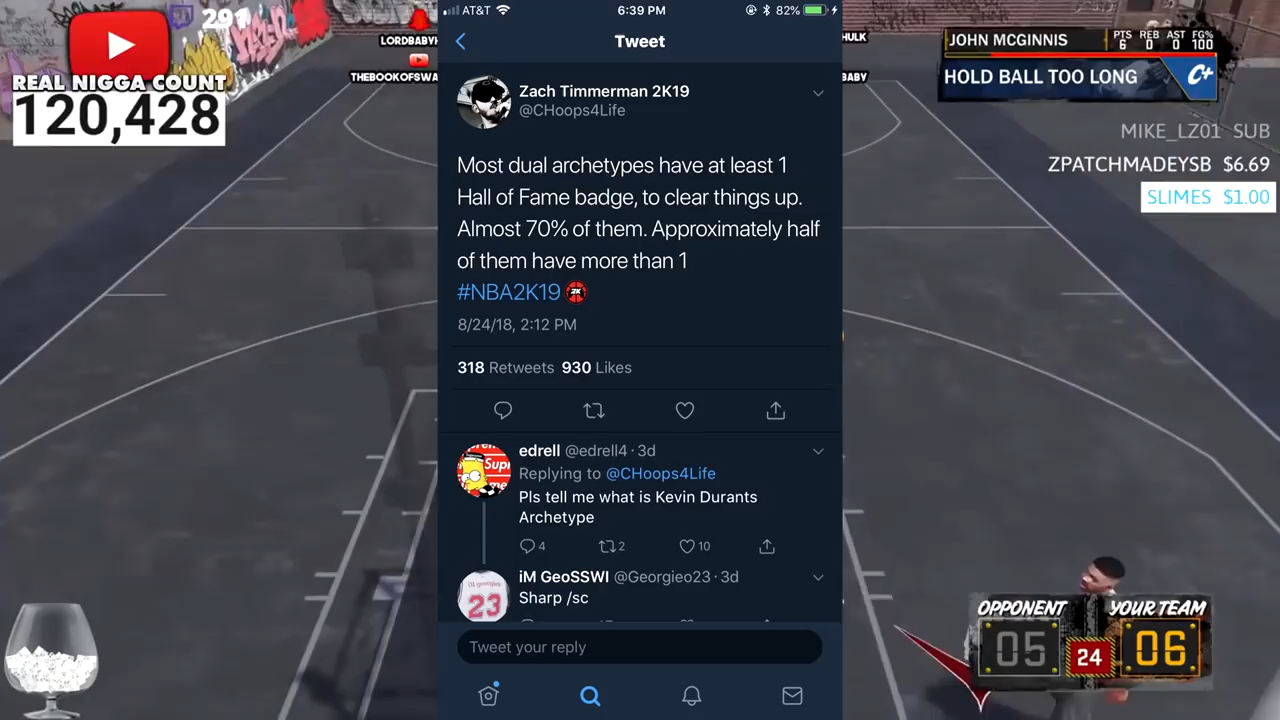 291
REAL NIGGA COUNT
120,428
LORDBABYH
THEBOOKOFSWA
AT&T
6:39 PM
82%
Tweet
Zach Timmerman 2K19
@CHoops4Life
Most dual archetypes have at least 1
Hall of Fame badge, to clear things up.
Almost 70% of them. Approximately half
of them have more than 1
#NBA2K19
8/24/18, 2:12 PM
318 Retweets 930 Likes
edrell @edrell4 · 3d
Replying to @CHoops4Life
Pls tell me what is Kevin Durants
Archetype
4 2 10
iM GeoSSWI @Georgieo23 · 3d
Sharp /sc
23
Tweet your reply
HULK
BABY
JOHN MCGINNIS
PTS REB AST FG%
6 0 0 100
HOLD BALL TOO LONG
C+
MIKE_LZ01 SUB
ZPATCHMADEYSB $6.69
SLIMES $1.00
OPPONENT YOUR TEAM
05 24 06